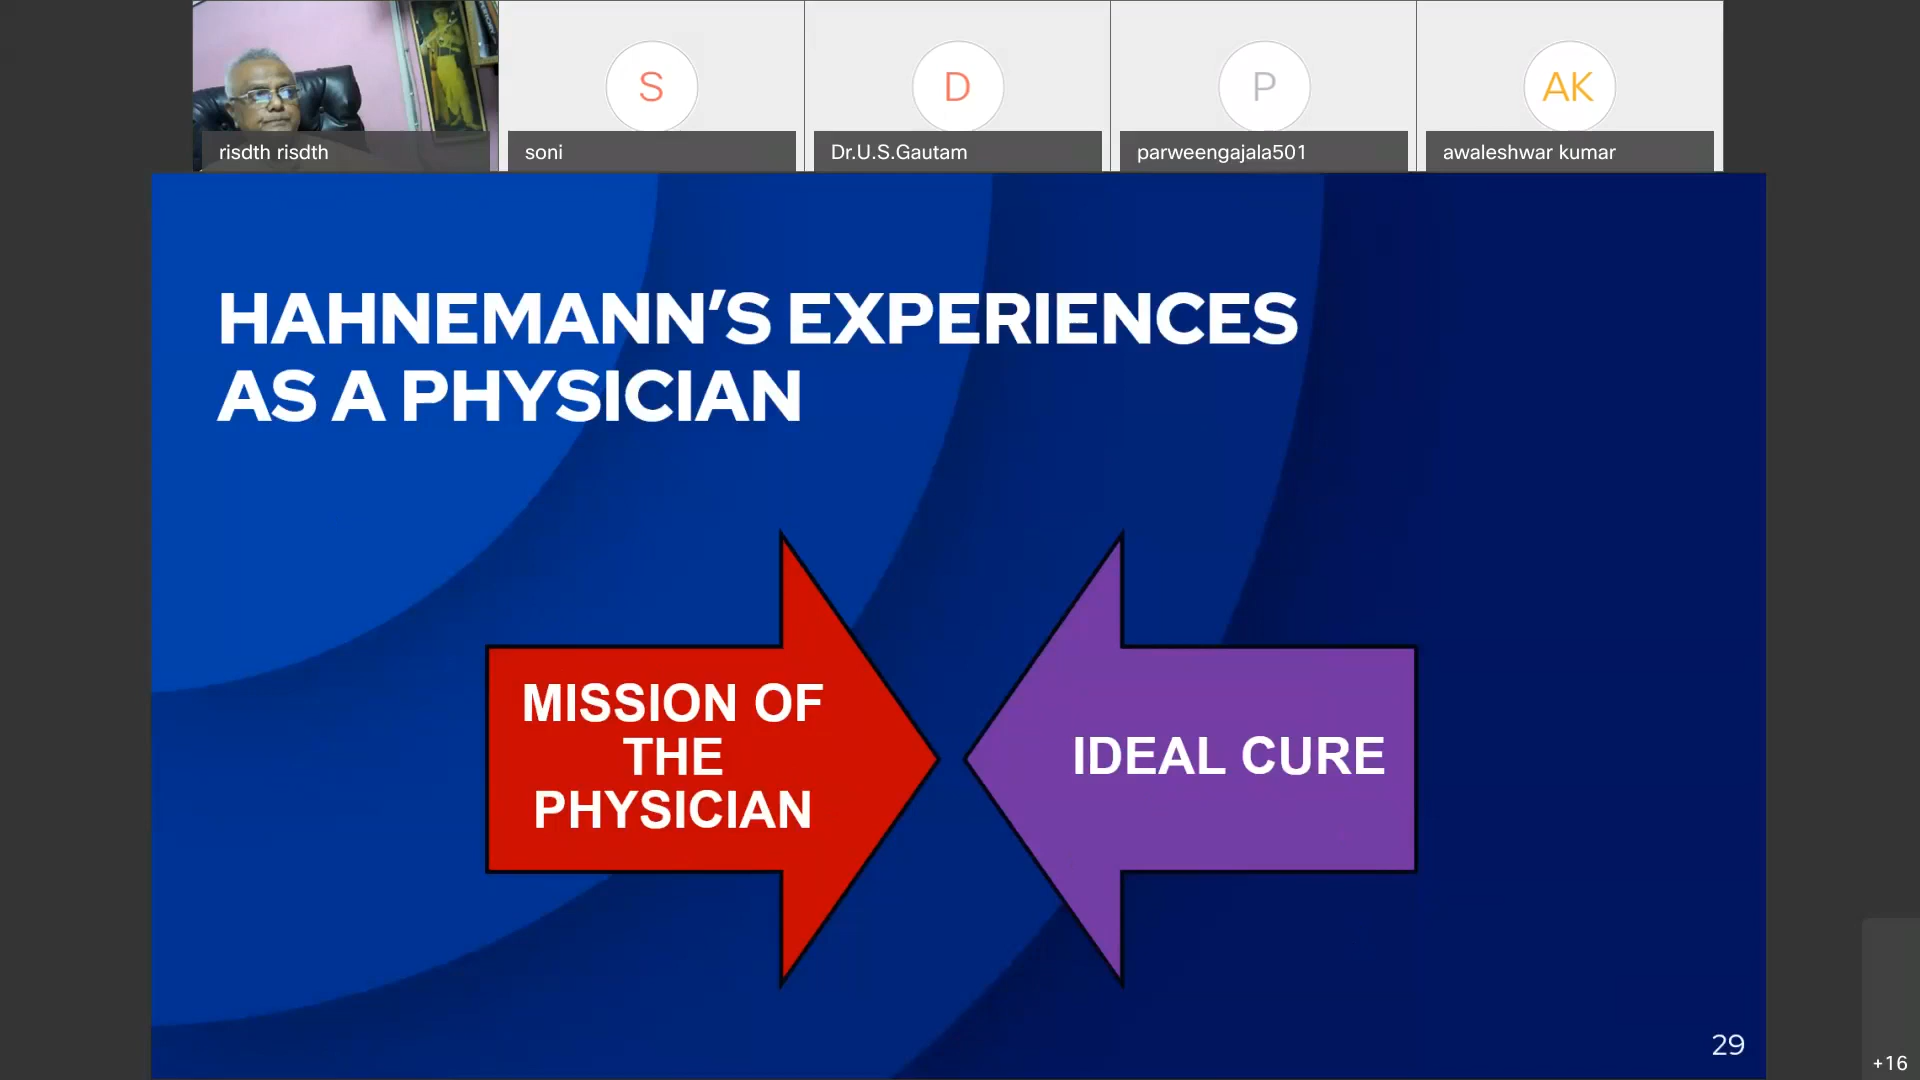 S
D
P
AK
risdth risdth
soni
Dr.U.S.Gautam
parweengajala501
awaleshwar kumar
HAHNEMANN’S EXPERIENCES
AS A PHYSICIAN
MISSION OF
THE
PHYSICIAN
IDEAL CURE
29
+16